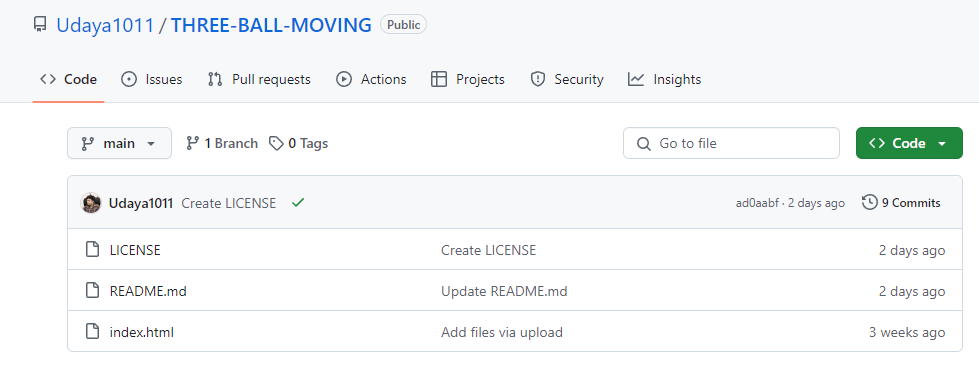 Udaya1011 / THREE-BALL-MOVING Public
Code Issues Pull requests Actions Projects Security Insights
main 1 Branch 0 Tags Go to file Code
Udaya1011 Create LICENSE ad0aabf · 2 days ago 9 Commits
LICENSE Create LICENSE 2 days ago
README.md Update README.md 2 days ago
index.html Add files via upload 3 weeks ago